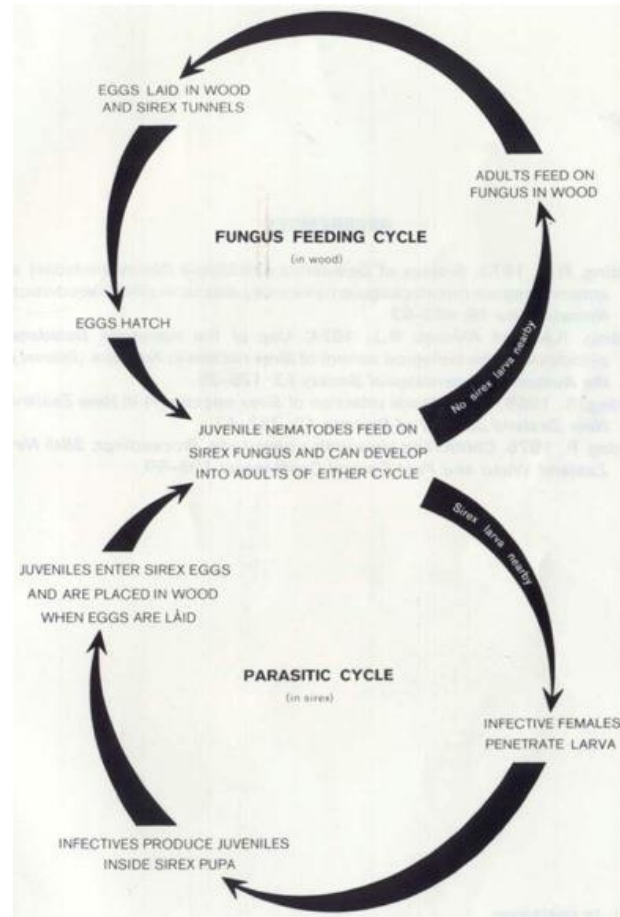 EGGS LAID IN WOOD
AND SIREX TUNNELS
ADULTS FEED ON
FUNGUS IN WOOD
FUNGUS FEEDING CYCLE
(in wood)
EGGS HATCH
No sirex larva nearby
JUVENILE NEMATODES FEED ON
SIREX FUNGUS AND CAN DEVELOP
INTO ADULTS OF EITHER CYCLE
Sirex larva nearby
JUVENILES ENTER SIREX EGGS
AND ARE PLACED IN WOOD
WHEN EGGS ARE LAID
PARASITIC CYCLE
(in sirex)
INFECTIVE FEMALES
PENETRATE LARVA
INFECTIVES PRODUCE JUVENILES
INSIDE SIREX PUPA